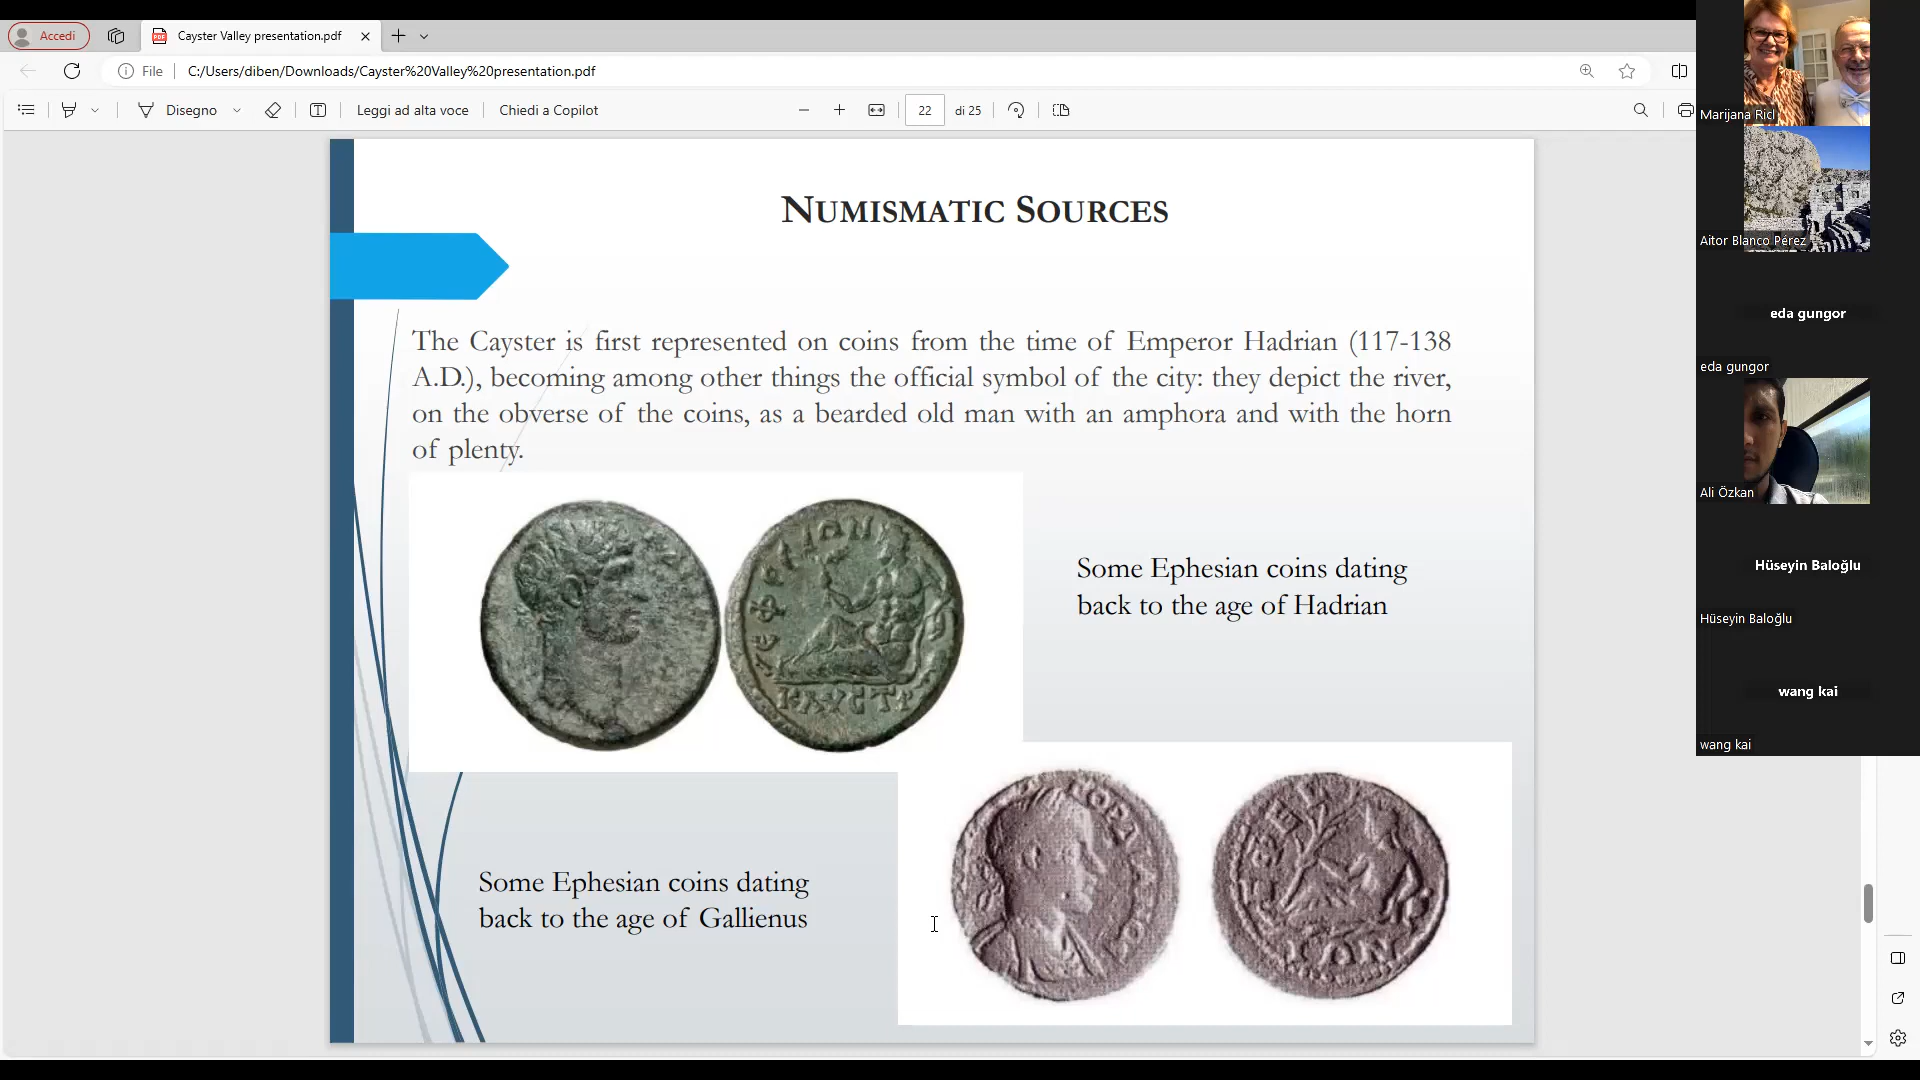 Accedi
Cayster Valley presentation.pdf
File
C:/Users/diben/Downloads/Cayster%20Valley%20presentation.pdf
Disegno
Leggi ad alta voce
Chiedi a Copilot
22
di 25
NUMISMATIC SOURCES
The Cayster is first represented on coins from the time of Emperor Hadrian (117-138
A.D.), becoming among other things the official symbol of the city: they depict the river,
on the obverse of the coins, as a bearded old man with an amphora and with the horn
of plenty.
Some Ephesian coins dating
back to the age of Hadrian
Some Ephesian coins dating
back to the age of Gallienus
Marijana Ricl
Aitor Blanco Pérez
eda gungor
eda gungor
Ali Özkan
Hüseyin Baloğlu
Hüseyin Baloğlu
wang kai
wang kai